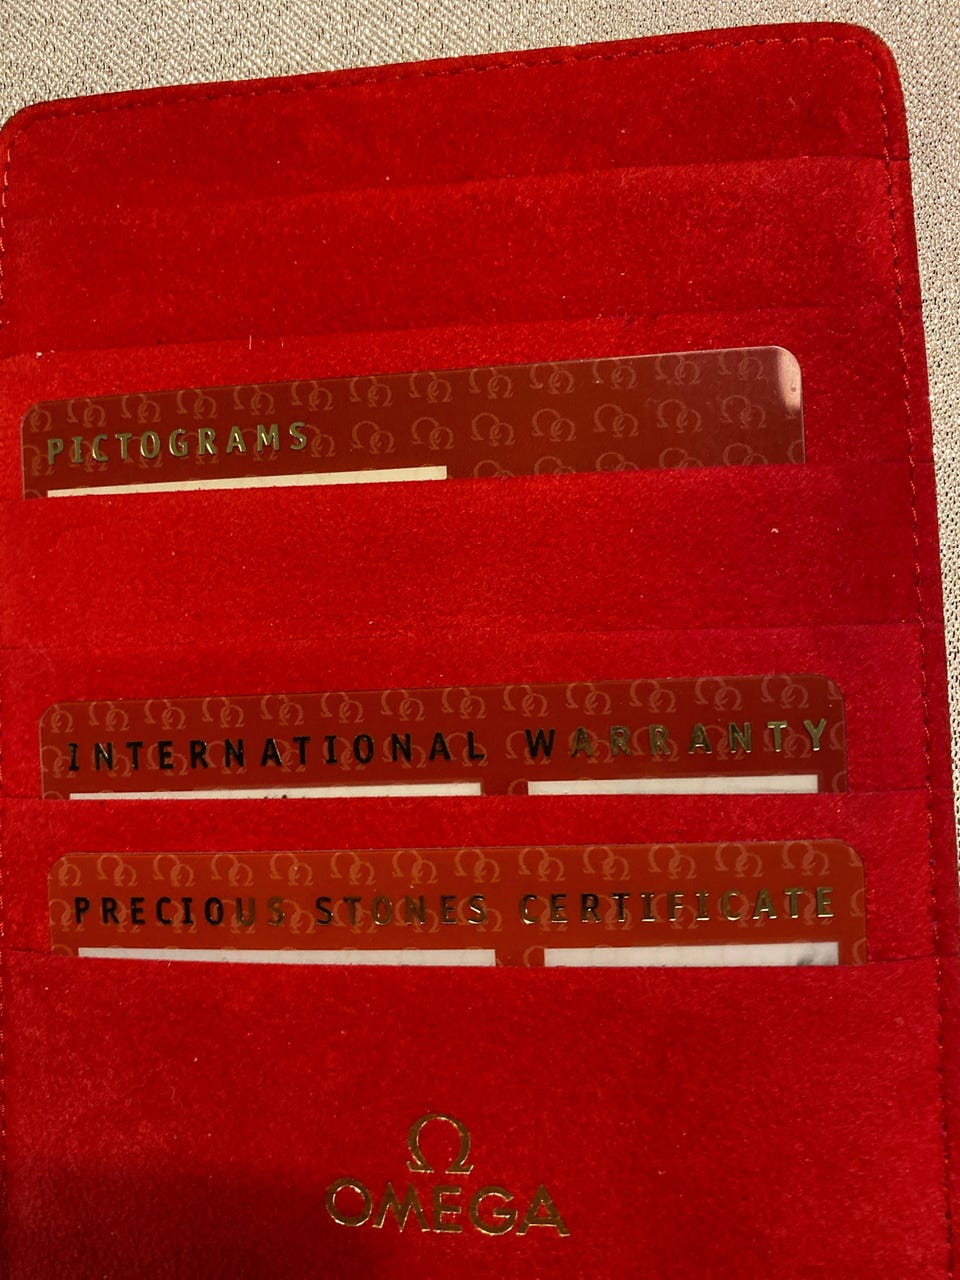 PICTOGRAMS
INTERNATIONAL WARRANTY
PRECIOUS STONES CERTIFICATE
Ω
OMEGA